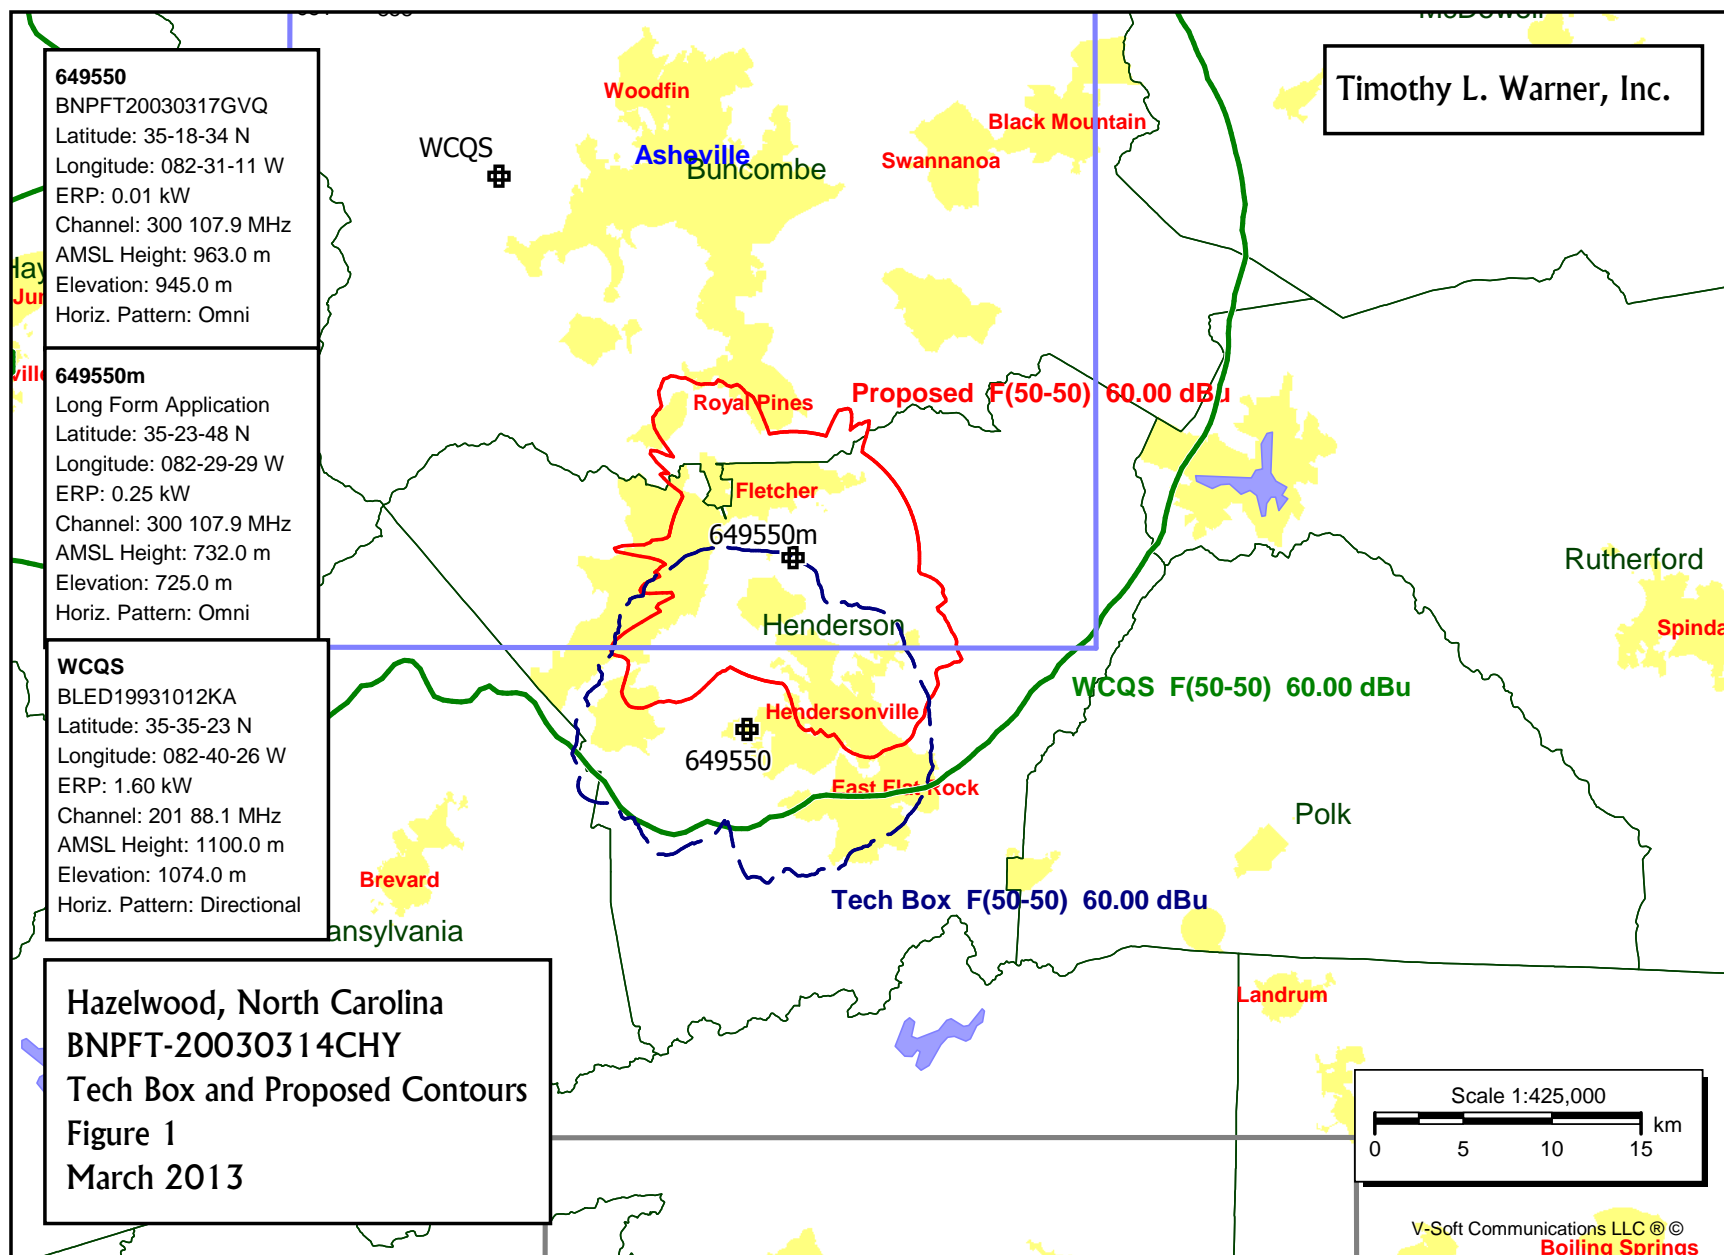 McDowell
649550
BNPFT20030317GVQ
Latitude: 35-18-34 N
Longitude: 082-31-11 W
ERP: 0.01 kW
Channel: 300 107.9 MHz
AMSL Height: 963.0 m
Elevation: 945.0 m
Horiz. Pattern: Omni
649550m
Long Form Application
Latitude: 35-23-48 N
Longitude: 082-29-29 W
ERP: 0.25 kW
Channel: 300 107.9 MHz
AMSL Height: 732.0 m
Elevation: 725.0 m
Horiz. Pattern: Omni
WCQS
BLED19931012KA
Latitude: 35-35-23 N
Longitude: 082-40-26 W
ERP: 1.60 kW
Channel: 201 88.1 MHz
AMSL Height: 1100.0 m
Elevation: 1074.0 m
Horiz. Pattern: Directional
Timothy L. Warner, Inc.
Woodfin
WCQS
Asheville
Buncombe
Black Mountain
Swannanoa
Hay
Jun
ville
Royal Pines
Proposed F(50-50) 60.00 dBu
Fletcher
649550m
Rutherford
Henderson
Spinda
WCQS F(50-50) 60.00 dBu
Hendersonville
649550
East Flat Rock
Polk
Brevard
Tech Box F(50-50) 60.00 dBu
ansylvania
Landrum
Hazelwood, North Carolina
BNPFT-20030314CHY
Tech Box and Proposed Contours
Figure 1
March 2013
Scale 1:425,000
km
0 5 10 15
V-Soft Communications LLC ® ©
Boiling Springs